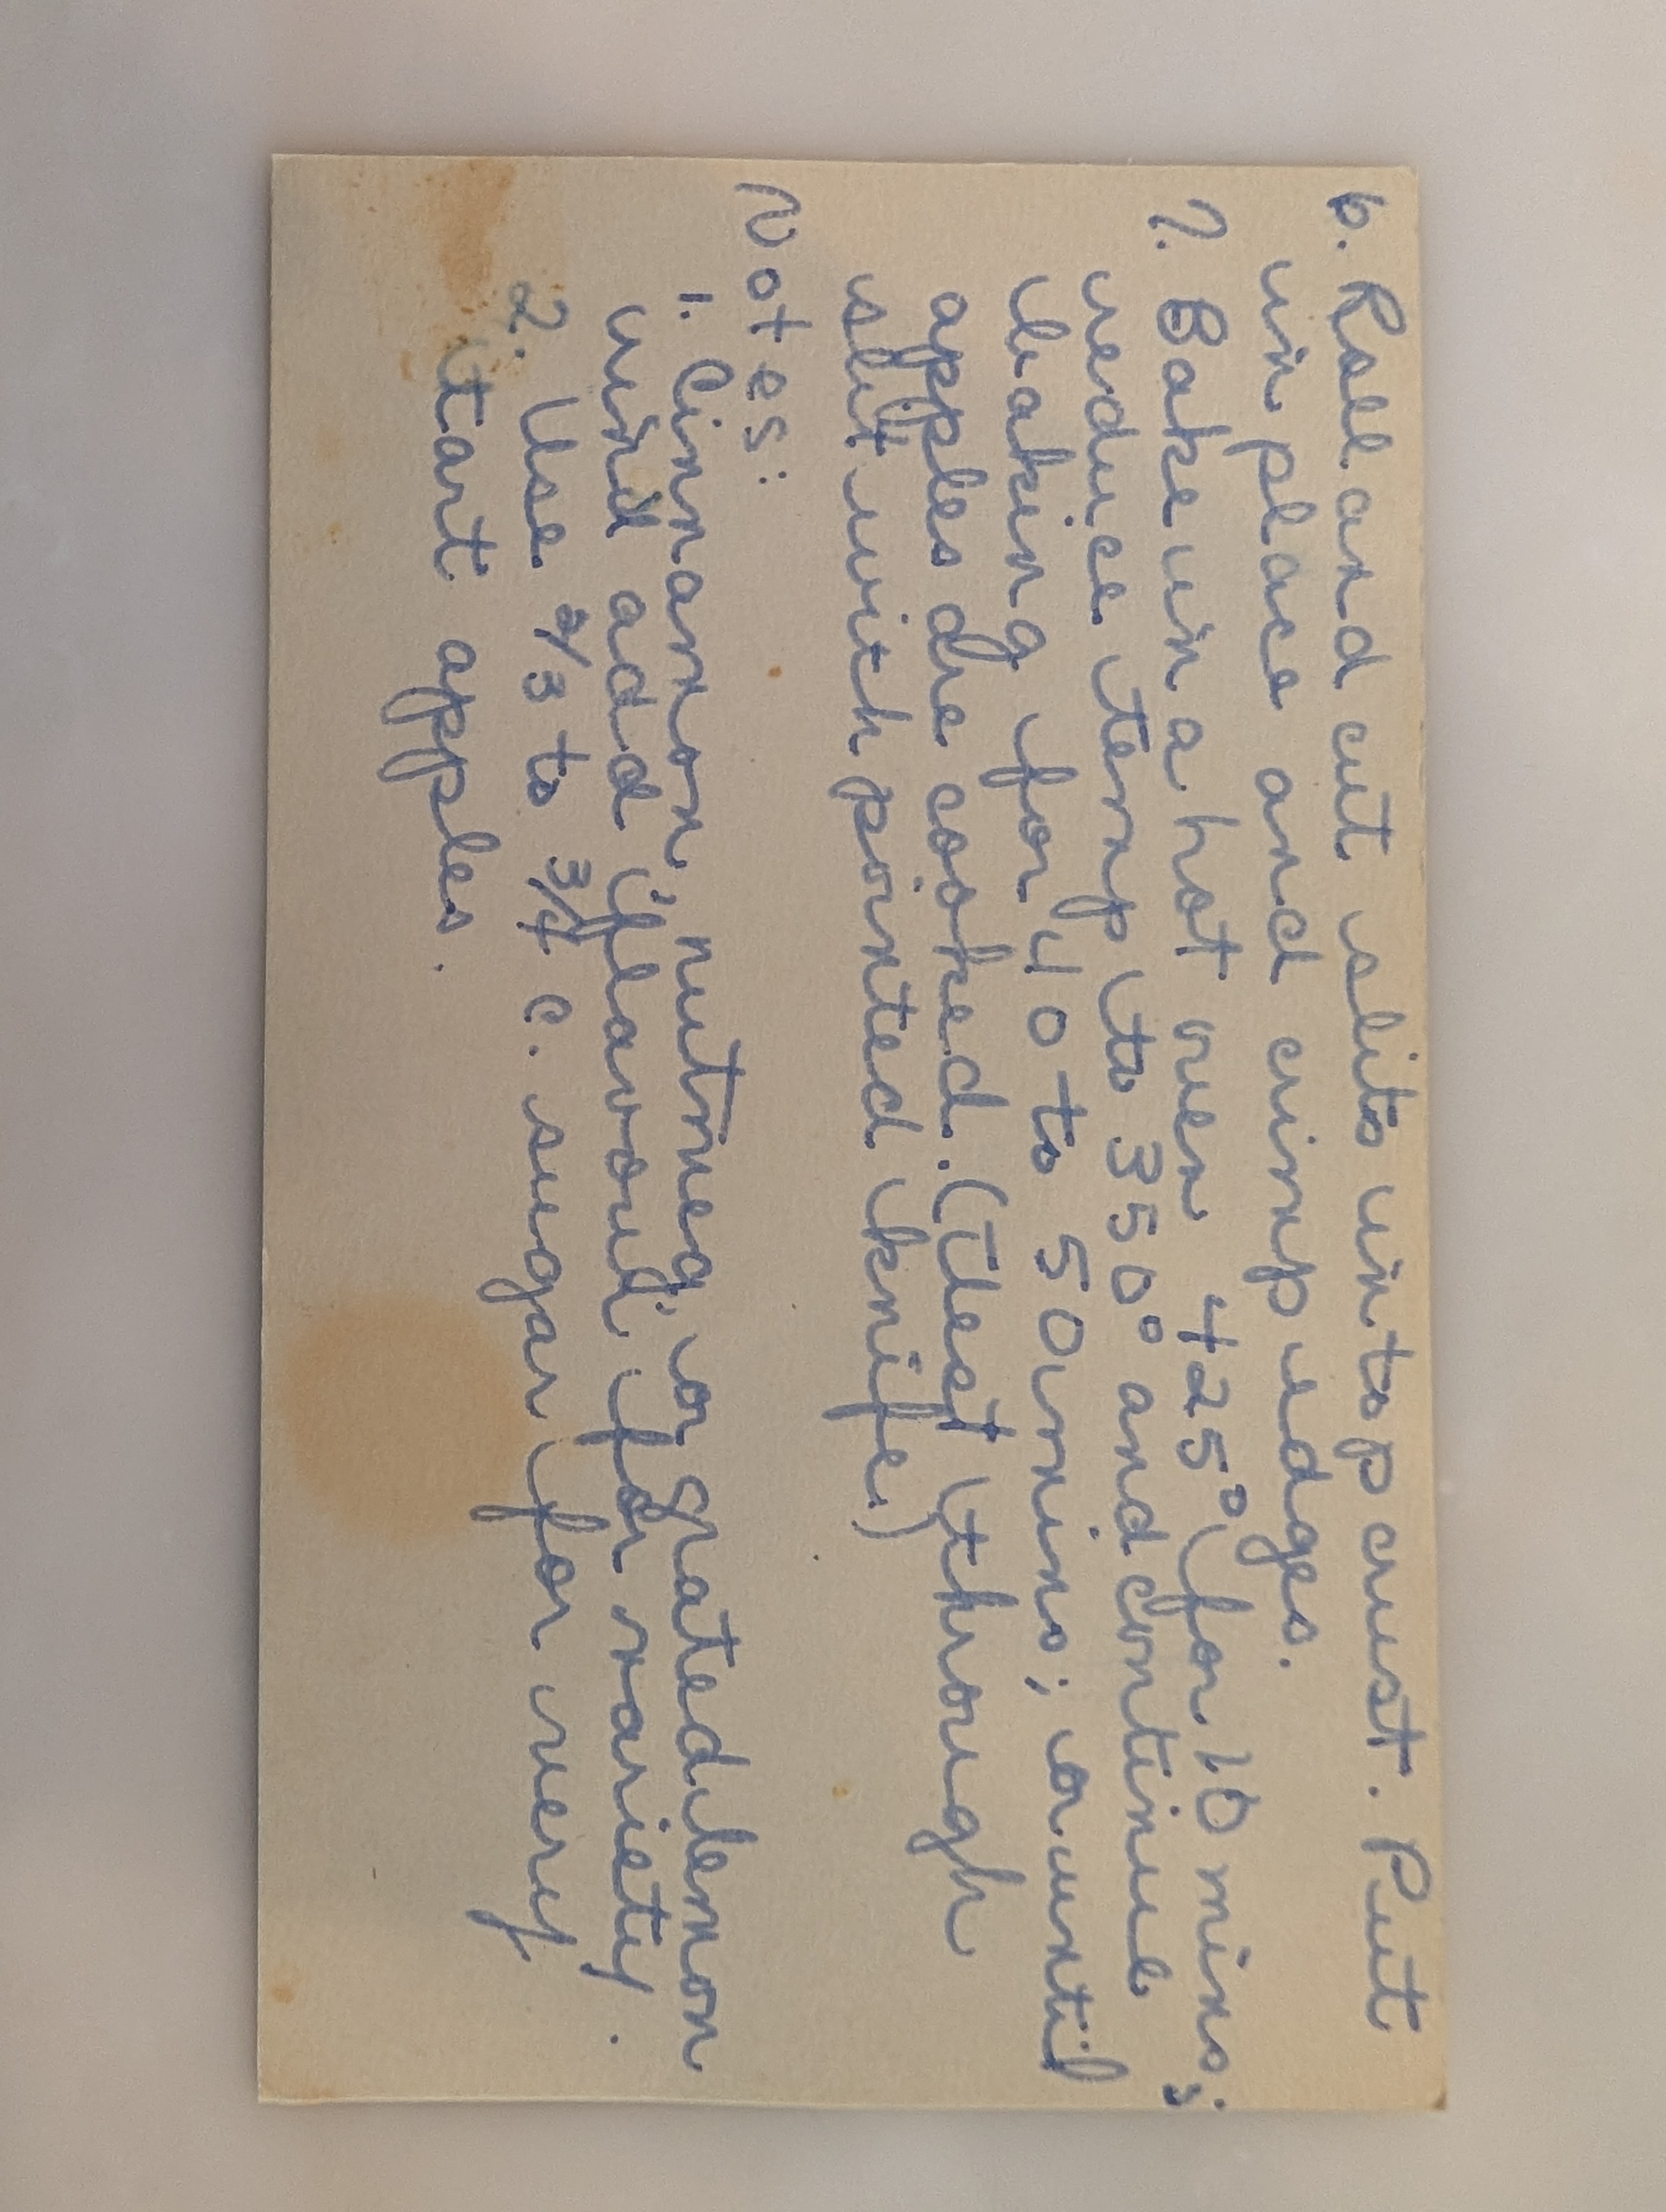 6. Roll and cut slits in top crust. Put
in place and crimp edges.
7. Bake in a hot oven 425° for 10 mins;
reduce temp to 350° and continue
baking for 40 to 50 mins; or until
apples are cooked. (Test through
slit with pointed knife.)
Notes:
1. Cinnamon, nutmeg, or grated lemon
rind add flavour for variety.
2. Use 2/3 to 3/4 c. sugar for very
tart apples.